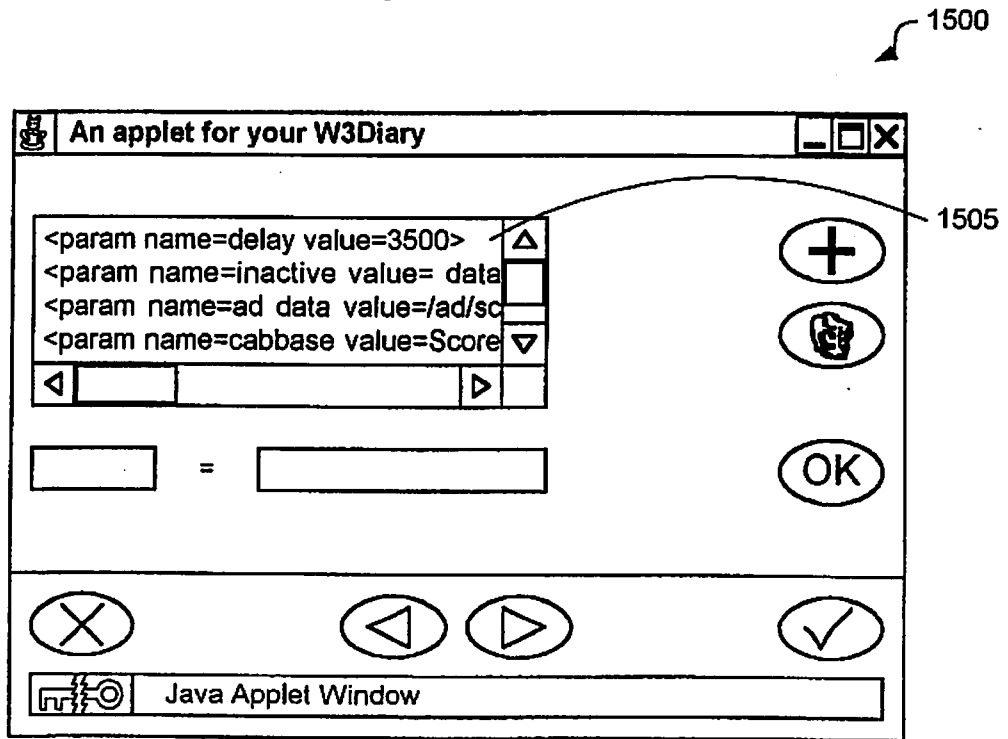 1500
An applet for your W3Diary
1505
<param name=delay value=3500>
<param name=inactive value= data
<param name=ad data value=/ad/sc
<param name=cabbase value=Score
=
OK
Java Applet Window